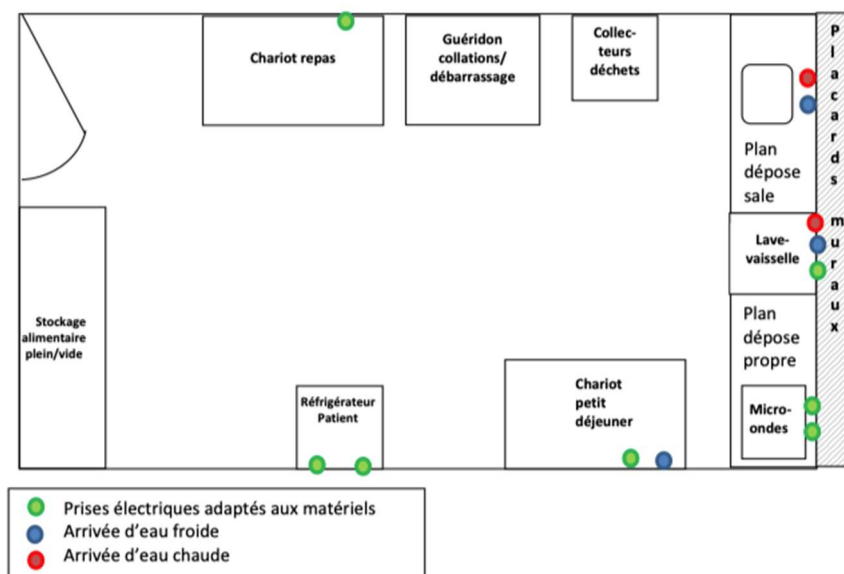 Chariot repas
Guéridon
collations/
débarrassage
Collec-
teurs
déchets
Placards muraux
Plan
dépose
sale
Lave-
vaisselle
Plan
dépose
propre
Micro-
ondes
Stockage
alimentaire
plein/vide
Réfrigérateur
Patient
Chariot
petit
déjeuner
Prises électriques adaptés aux matériels
Arrivée d'eau froide
Arrivée d'eau chaude